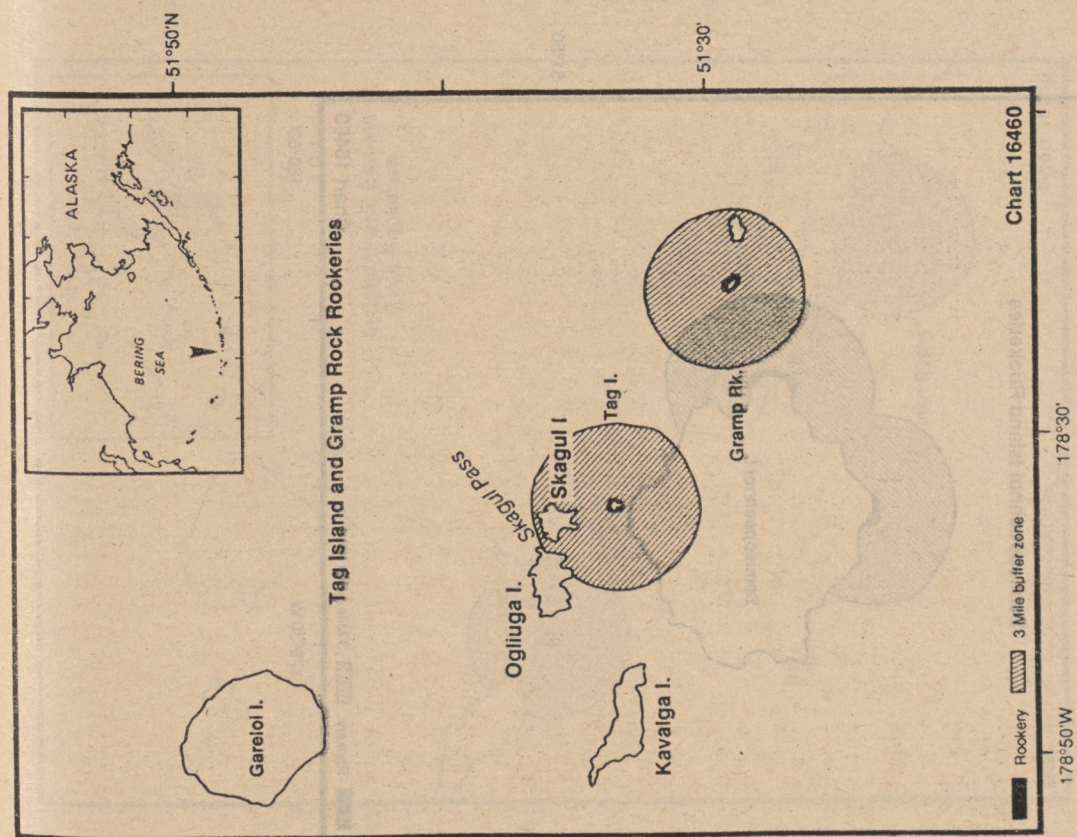 51°50'N
51°30'
ALASKA
BERING
SEA
Tag Island and Gramp Rock Rookeries
Gareloi I.
Skagul Pass
Ogliuga I.
Skagul I
Tag I.
Kavalga I.
Gramp Rk.
Rookery
3 Mile buffer zone
Chart 16460
178°50'W
178°30'